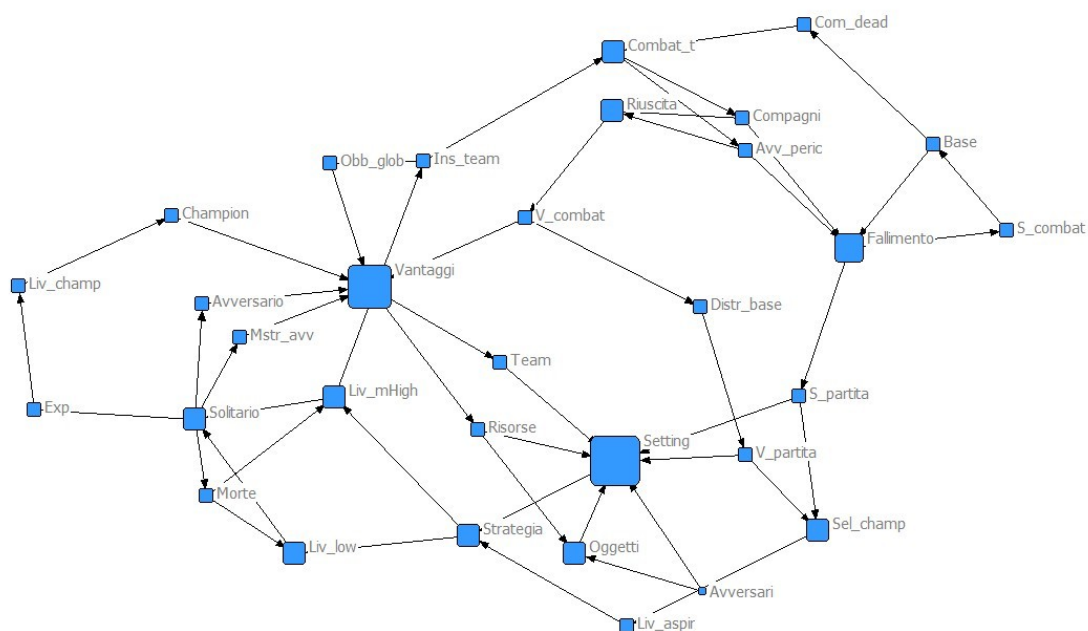 Com_dead
Combat_t
Riuscita
Compagni
Base
Avv_peric
Obb_glob
Ins_team
Champion
V_combat
S_combat
Fallimento
Vantaggi
Liv_champ
Avversario
Distr_base
Mstr_avv
Team
Liv_mHigh
S_partita
Exp
Solitario
Risorse
Setting
V_partita
Morte
Strategia
Sel_champ
Liv_low
Oggetti
Avversari
Liv_aspir